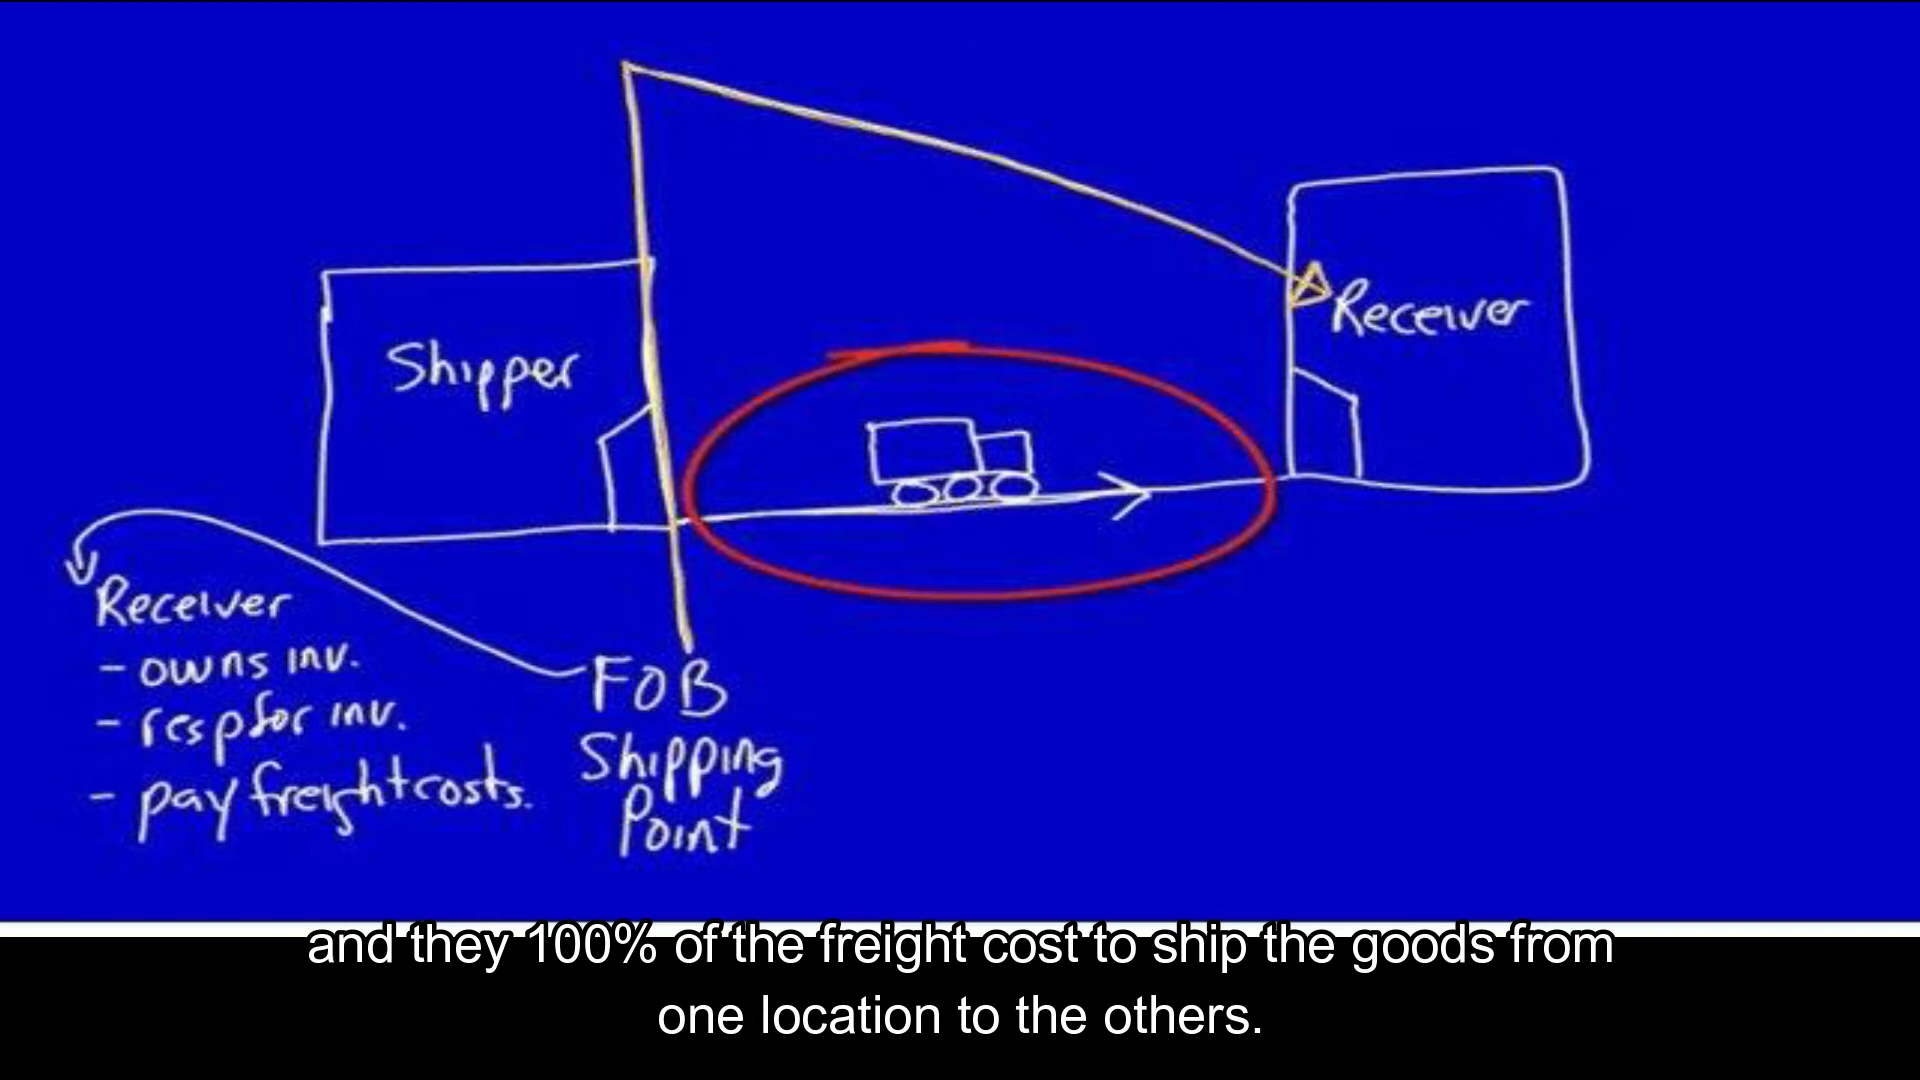 Shipper
Receiver
Receiver
- owns inv.
- resp for inv.
- pay freight costs.
FOB
Shipping
Point
and they 100% of the freight cost to ship the goods from
one location to the others.